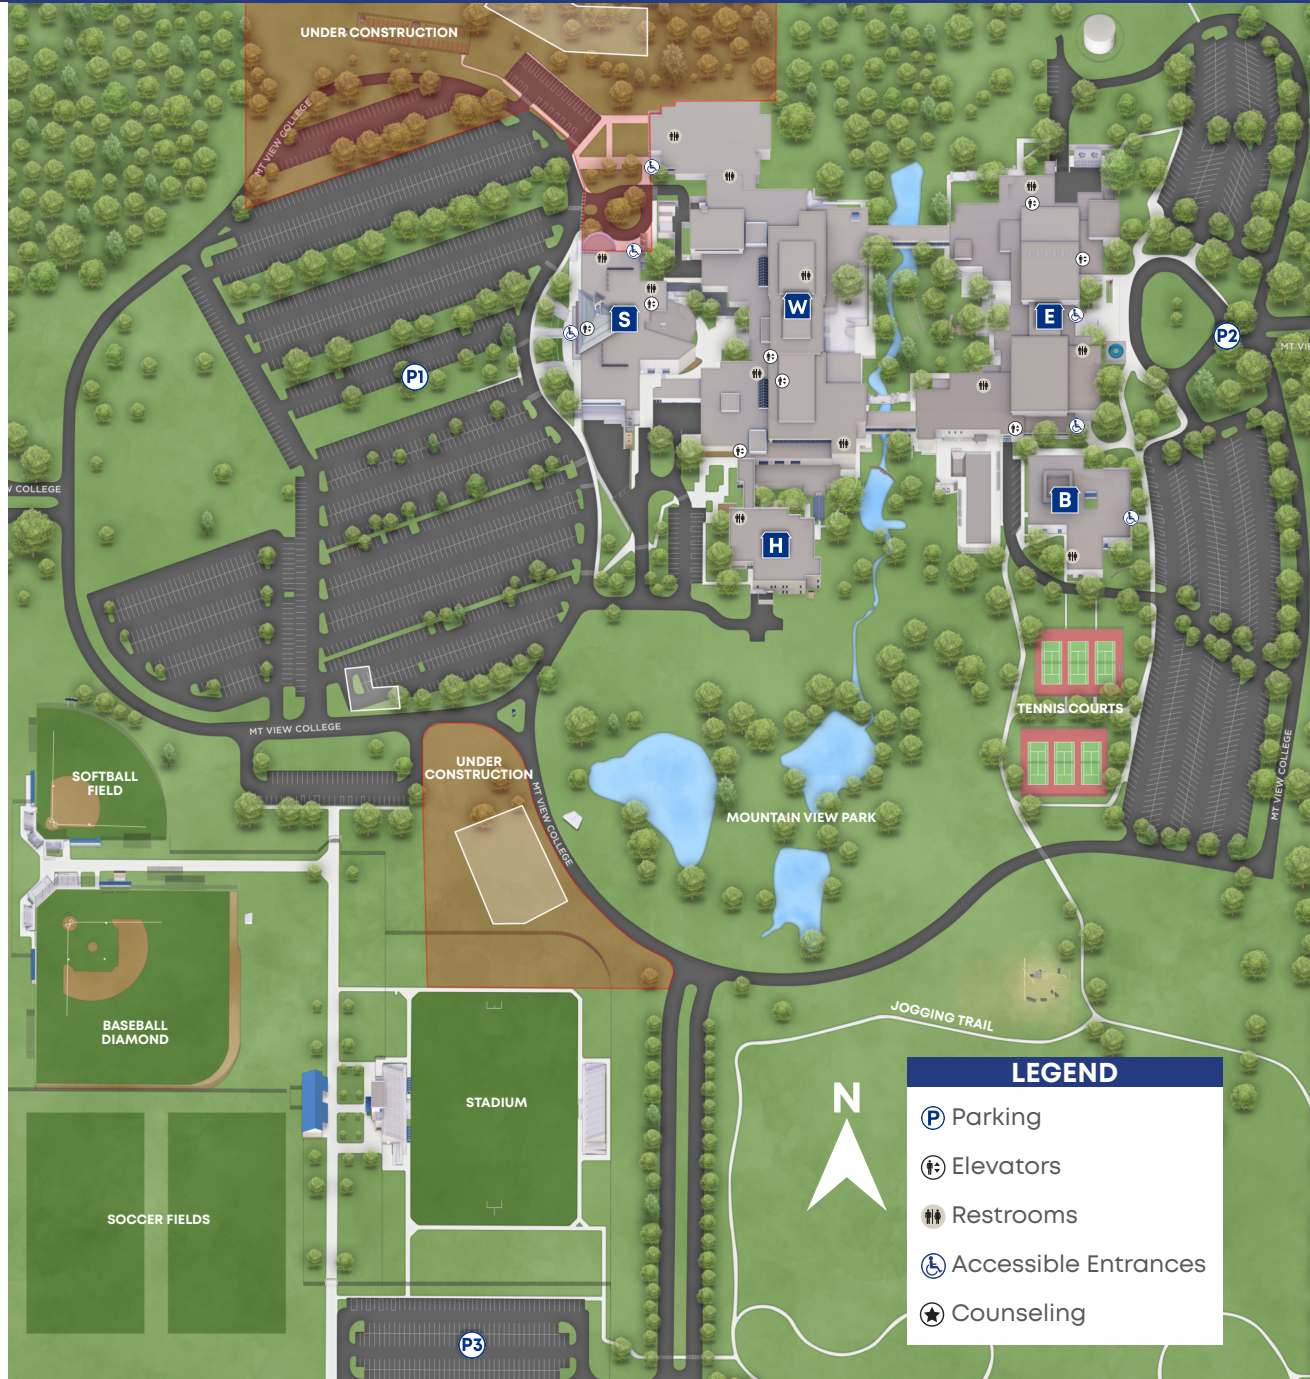 UNDER CONSTRUCTION
MT VIEW COLLEGE
S
W
E
P2
P1
MT VI
W COLLEGE
B
H
MT VIEW COLLEGE
TENNIS COURTS
MT VIEW COLLEGE
UNDER
CONSTRUCTION
SOFTBALL
FIELD
MT VIEW COLLEGE
MOUNTAIN VIEW PARK
BASEBALL
DIAMOND
JOGGING TRAIL
STADIUM
SOCCER FIELDS
P3
N
LEGEND
P Parking
Elevators
Restrooms
Accessible Entrances
Counseling